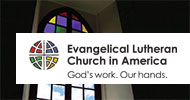 Evangelical Lutheran
Church in America
God's work. Our hands.